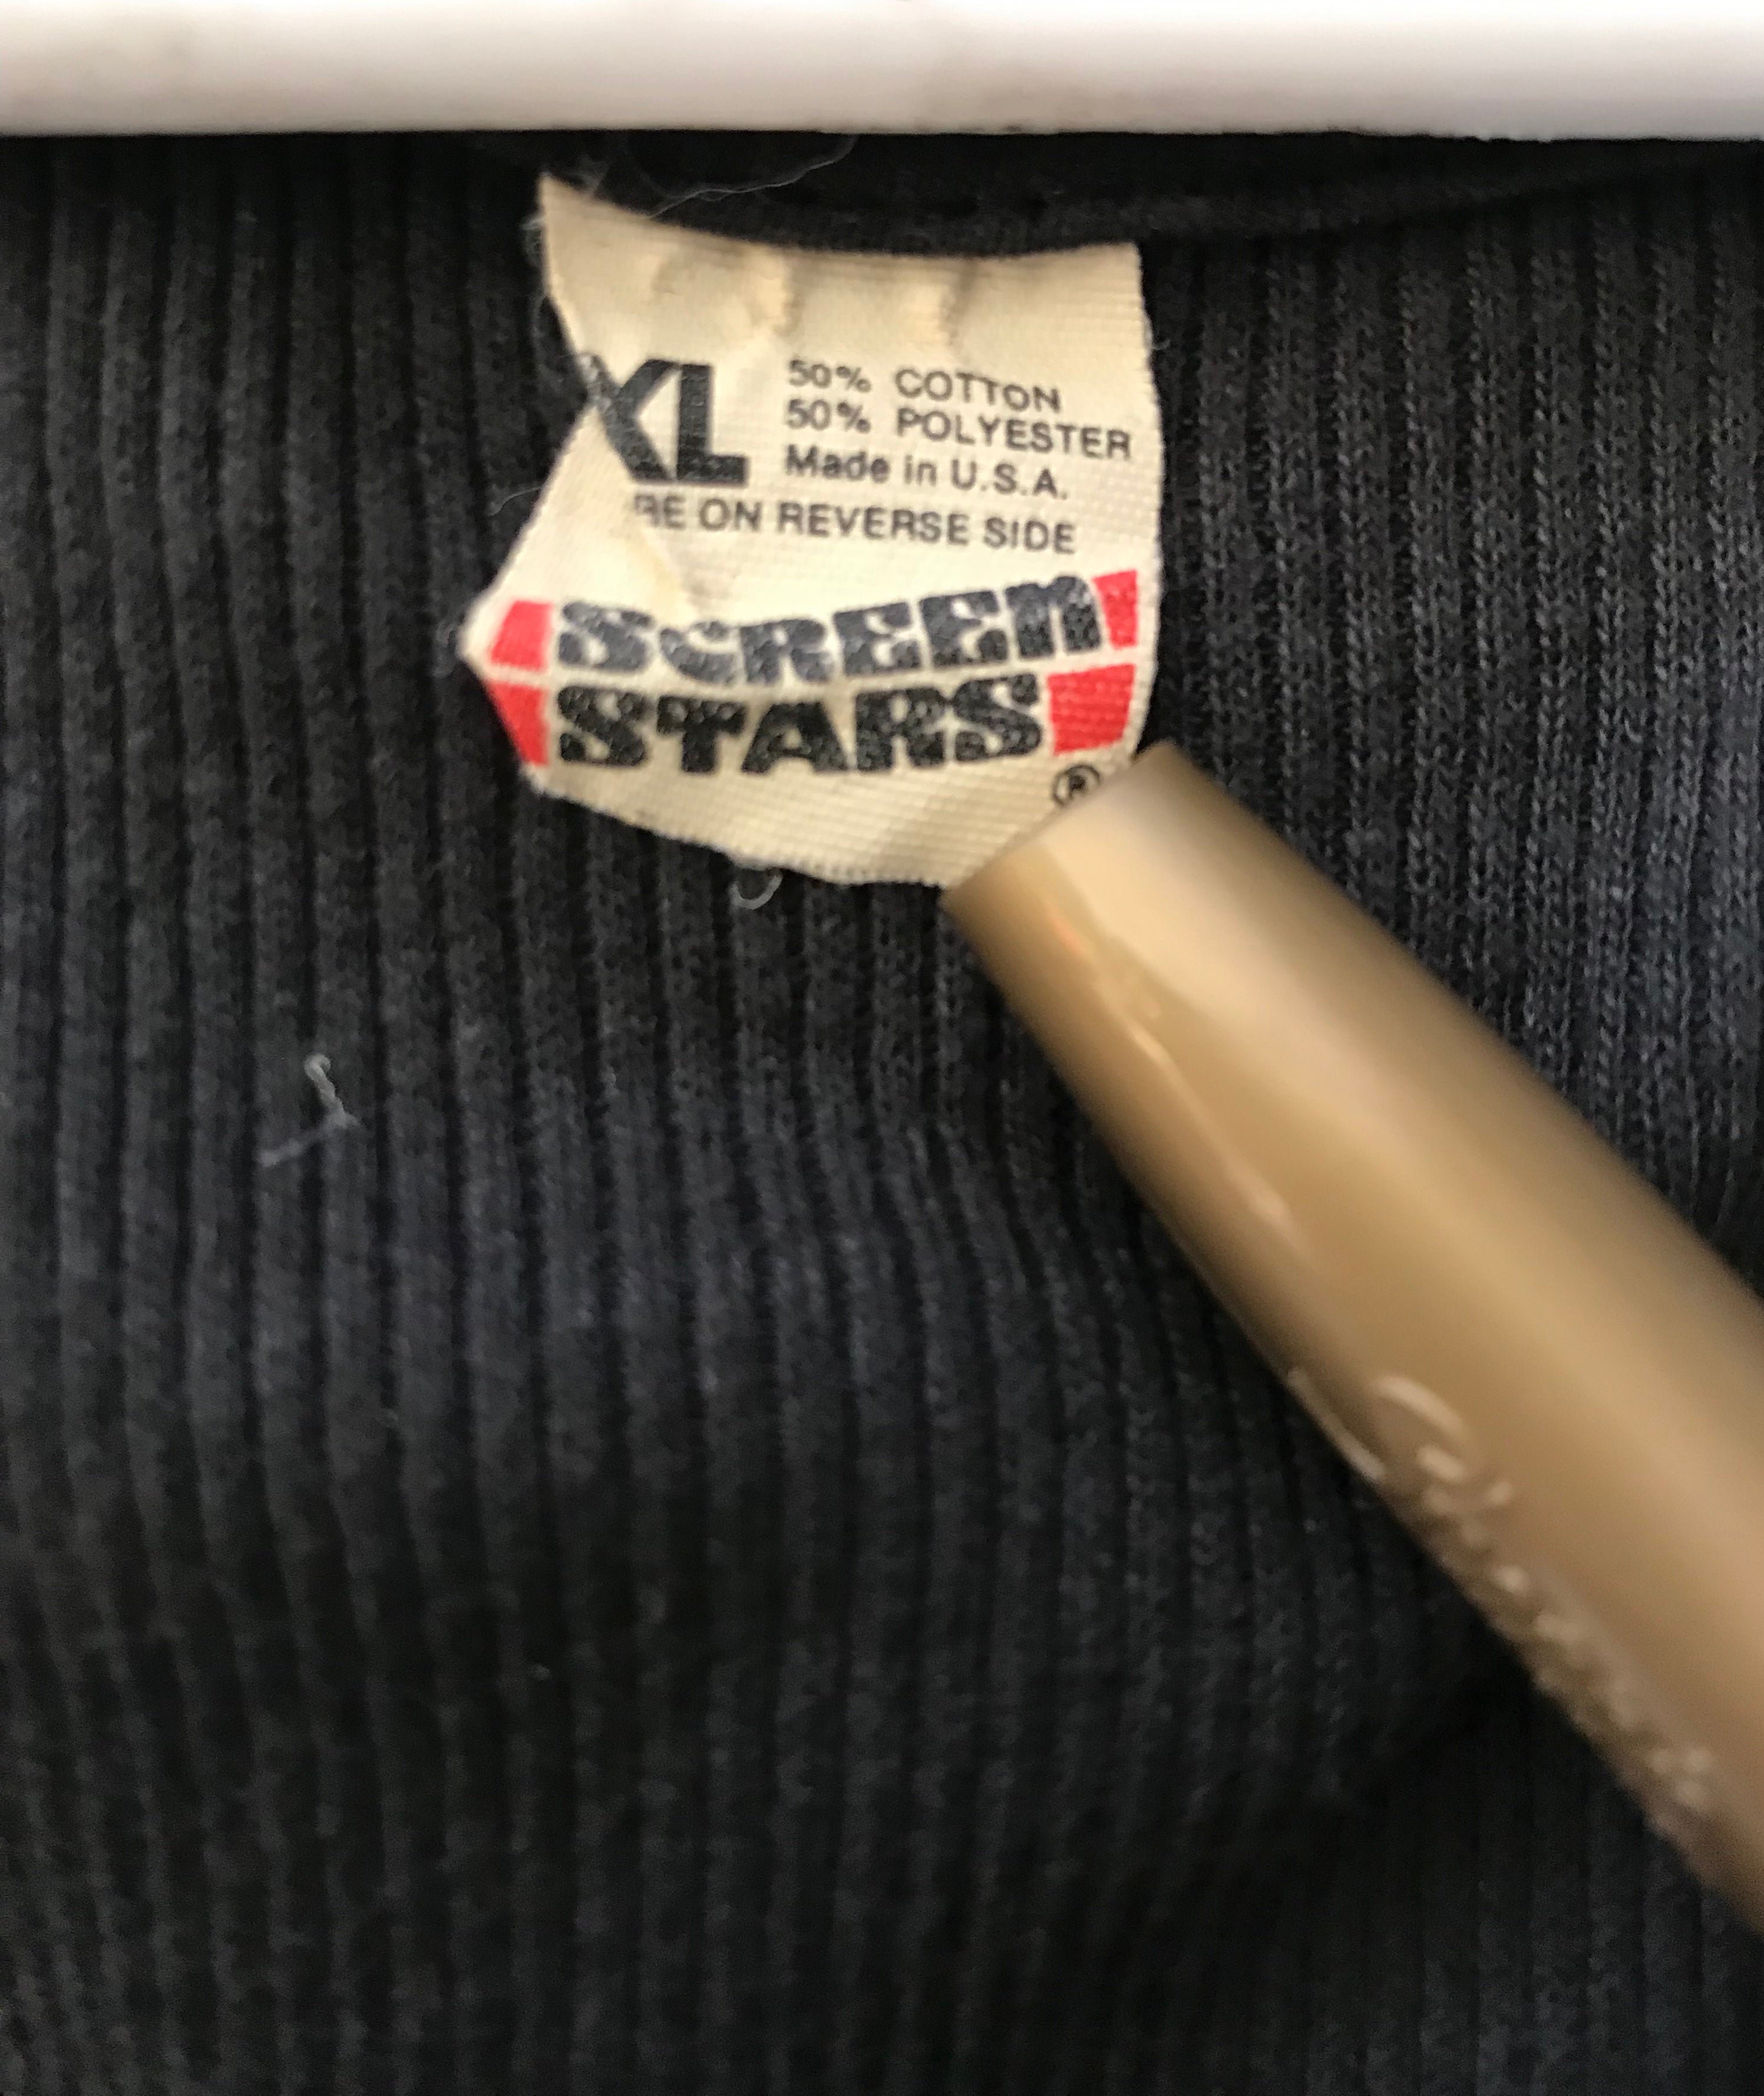 XL
50% COTTON
50% POLYESTER
Made in U.S.A.
RE ON REVERSE SIDE
SCREEN
STARS
®